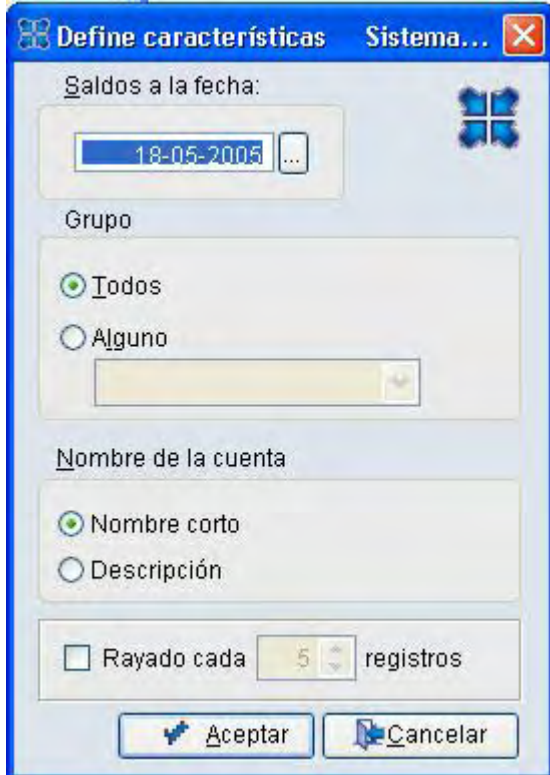 Define características Sistema...
Saldos a la fecha:
18-05-2005 ...
Grupo
Todos
Alguno
Nombre de la cuenta
Nombre corto
Descripción
Rayado cada 5 registros
Aceptar Cancelar